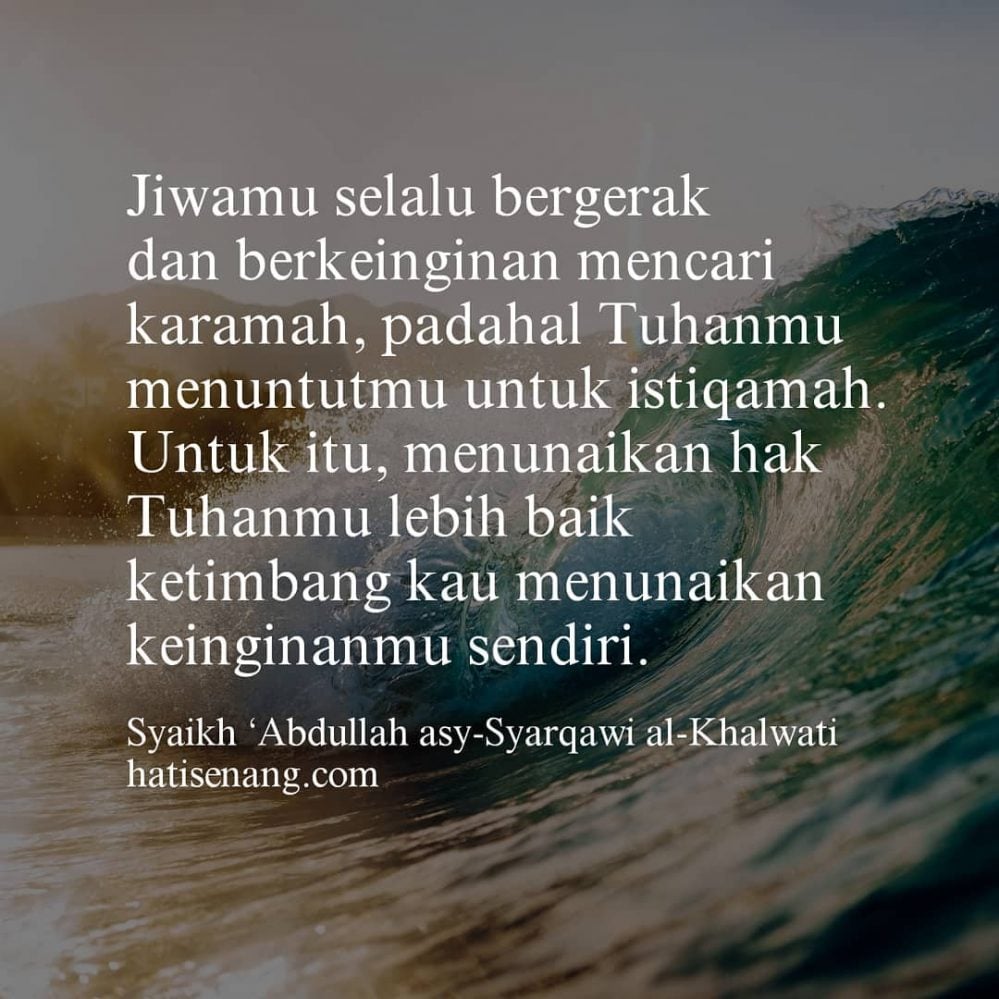 Jiwamu selalu bergerak
dan berkeinginan mencari
karamah, padahal Tuhanmu
menuntutmu untuk istiqamah.
Untuk itu, menunaikan hak
Tuhanmu lebih baik
ketimbang kau menunaikan
keinginanmu sendiri.
Syaikh ‘Abdullah asy-Syarqawi al-Khalwati
hatisenang.com